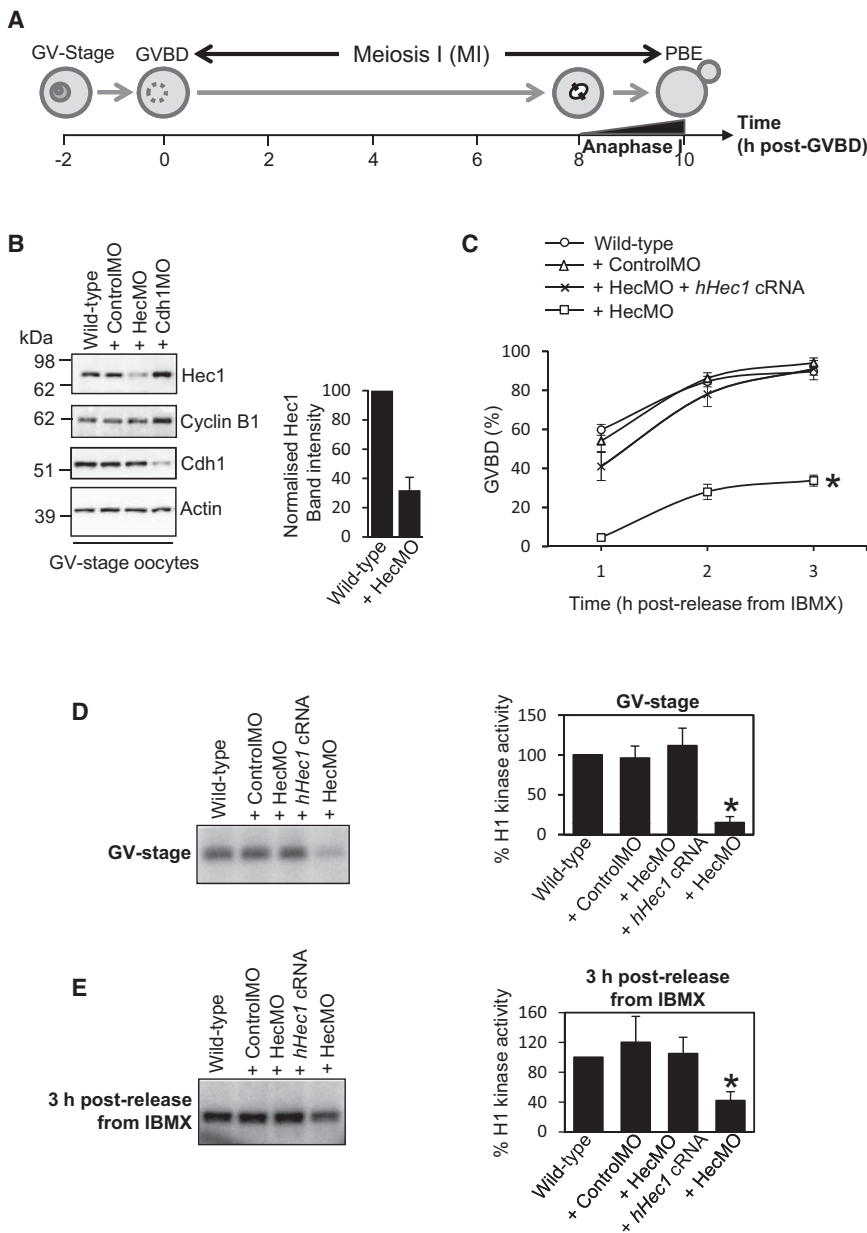 A
GV-Stage GVBD Meiosis I (MI) PBE
Anaphase I
Time
(h post-GVBD)
-2 0 2 4 6 8 10
B
Wild-type
+ ControlMO
+ HecMO
+ Cdh1MO
kDa
98
62
Hec1
62
Cyclin B1
51
Cdh1
39
Actin
GV-stage oocytes
Normalised Hec1
Band intensity
100
80
60
40
20
0
Wild-type
+ HecMO
C
Wild-type
+ ControlMO
+ HecMO + hHec1 cRNA
+ HecMO
GVBD (%)
100
80
60
40
20
0
*
1 2 3
Time (h post-release from IBMX)
D
Wild-type
+ ControlMO
+ HecMO
+ hHec1 cRNA
+ HecMO
GV-stage
GV-stage
% H1 kinase activity
150
100
50
0
*
Wild-type
+ ControlMO
+ HecMO
+ hHec1 cRNA
+ HecMO
E
Wild-type
+ ControlMO
+ HecMO
+ hHec1 cRNA
+ HecMO
3 h post-release
from IBMX
3 h post-release
from IBMX
% H1 kinase activity
160
120
80
40
0
*
Wild-type
+ ControlMO
+ HecMO
+ hHec1 cRNA
+ HecMO